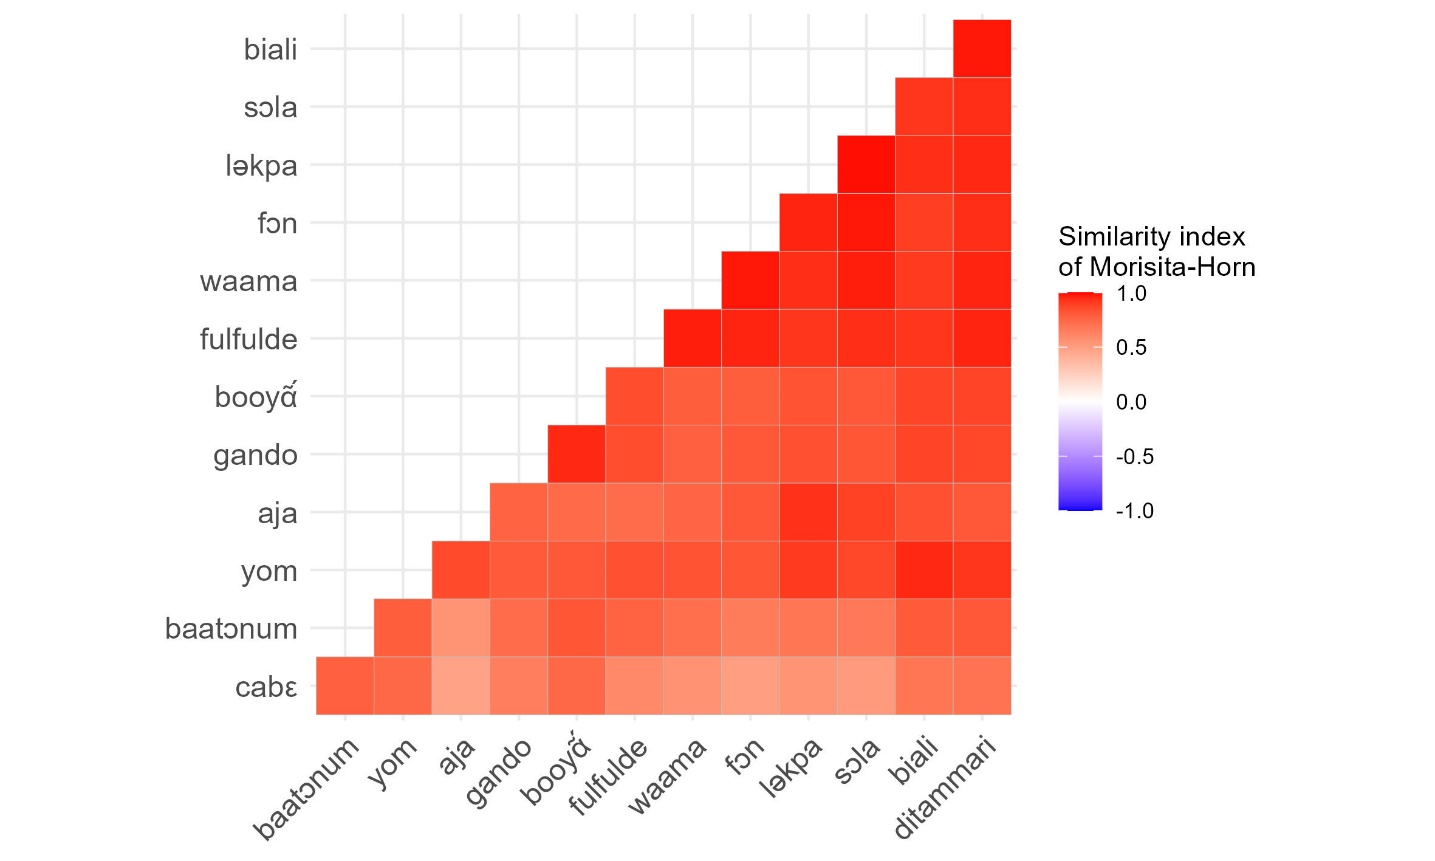 biali
sɔla
ləkpa
fɔn
waama
fulfulde
booyɑ̃́
gando
aja
yom
baatɔnum
cabɛ
baatɔnum
yom
aja
gando
booyɑ̃́
fulfulde
waama
fɔn
ləkpa
sɔla
biali
ditammari
Similarity index
of Morisita-Horn
1.0
0.5
0.0
-0.5
-1.0